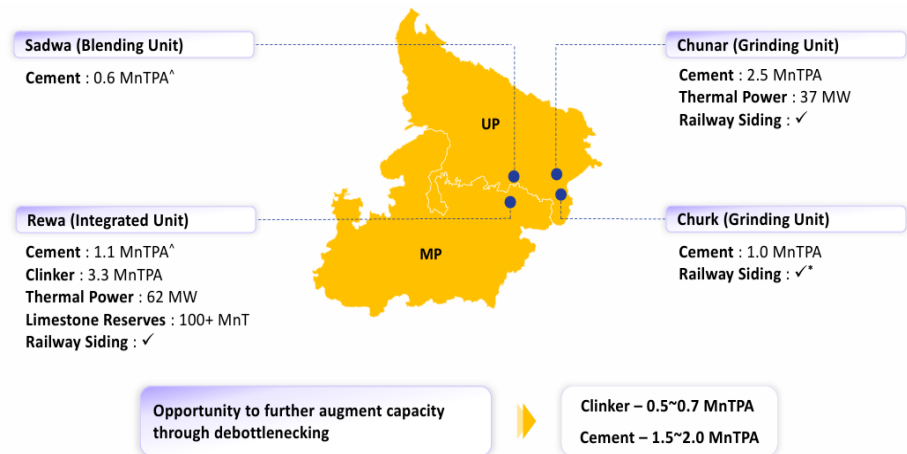 Sadwa (Blending Unit)
Cement : 0.6 MnTPA^
Chunar (Grinding Unit)
Cement : 2.5 MnTPA
Thermal Power : 37 MW
Railway Siding : ✓
UP
Rewa (Integrated Unit)
Cement : 1.1 MnTPA^
Clinker : 3.3 MnTPA
Thermal Power : 62 MW
Limestone Reserves : 100+ MnT
Railway Siding : ✓
MP
Churk (Grinding Unit)
Cement : 1.0 MnTPA
Railway Siding : ✓*
Opportunity to further augment capacity
through debottlenecking
Clinker – 0.5~0.7 MnTPA
Cement – 1.5~2.0 MnTPA